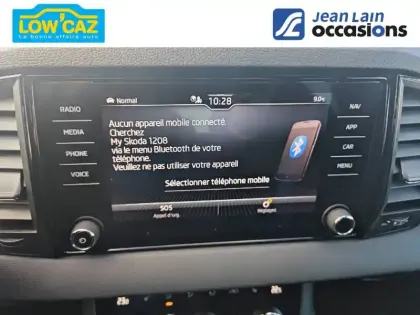 LOW'CAZ
La bonne affaire auto
JEAN LAIN
occasions
Normal
10:28
RADIO
MEDIA
PHONE
VOICE
Aucun appareil mobile connecté.
Cherchez
My Skoda 1208
via le menu Bluetooth de votre
téléphone.
Veuillez ne pas utiliser votre appareil
Sélectionner téléphone mobile
SOS
Appel d'urg.
Réglages
NAV
APP
CAR
MENU